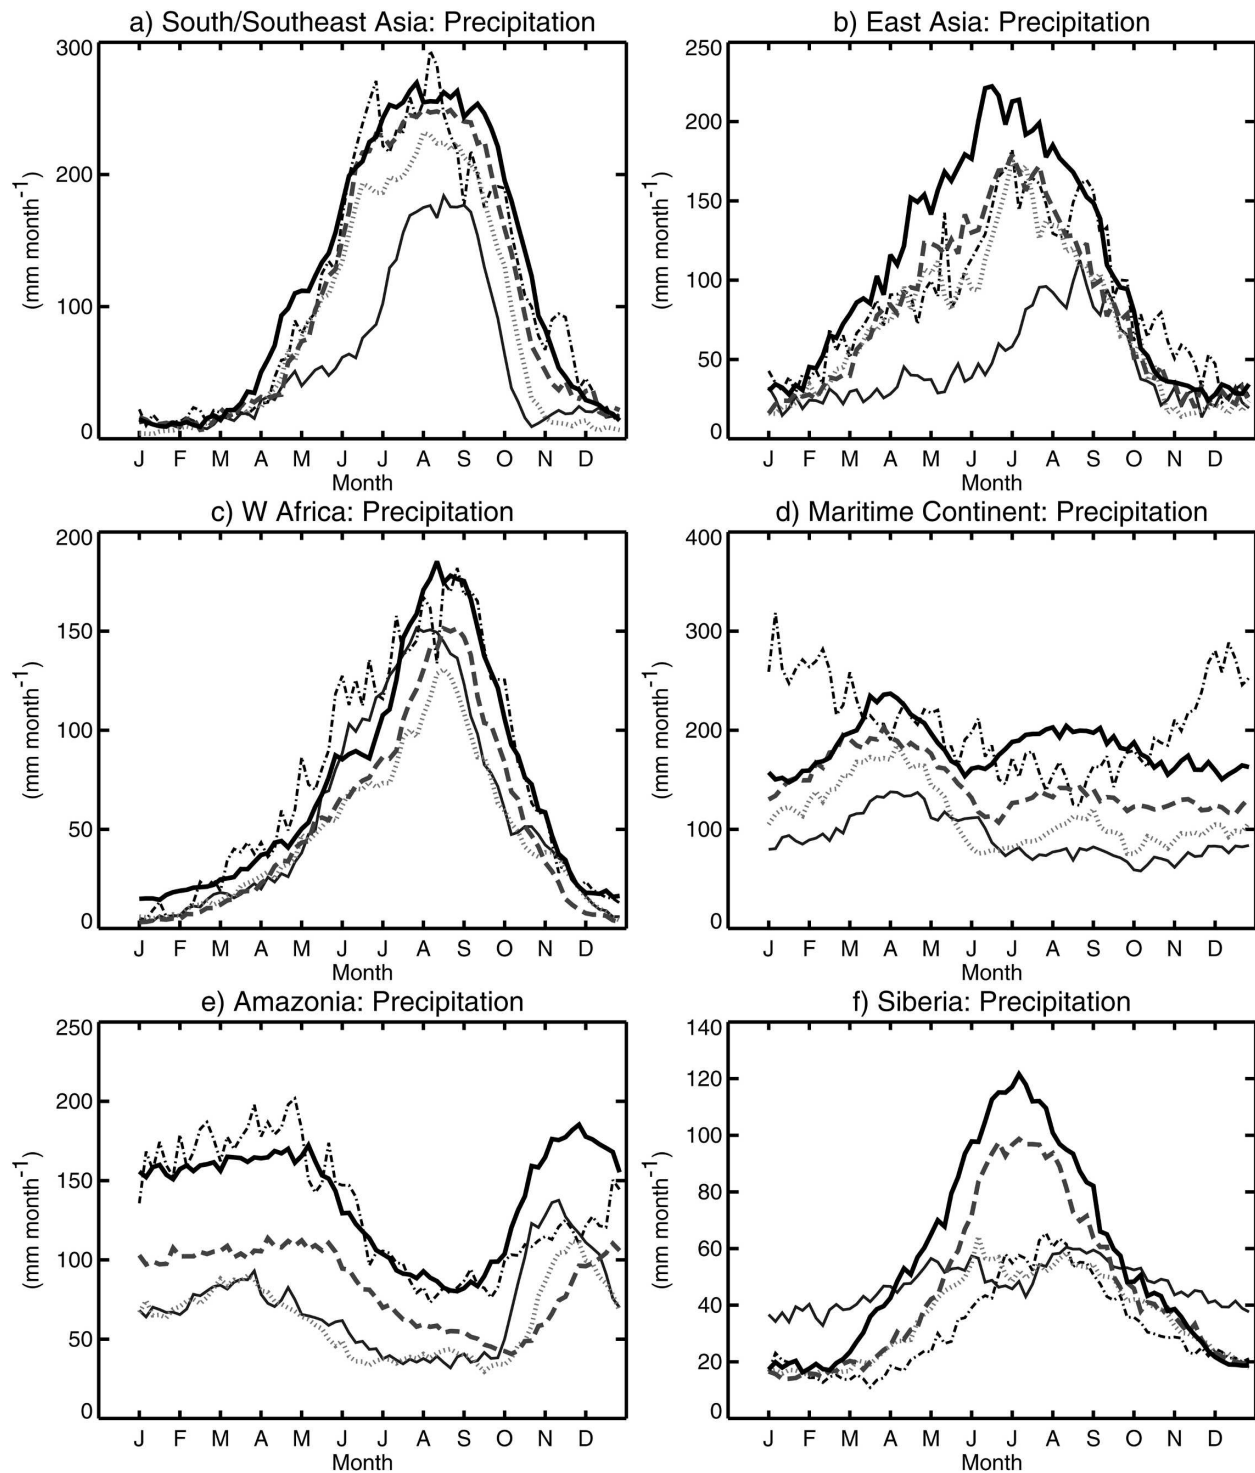 a) South/Southeast Asia: Precipitation
300
200
100
0
(mm month-1)
J F M A M J J A S O N D
Month
b) East Asia: Precipitation
250
200
150
100
50
0
(mm month-1)
J F M A M J J A S O N D
Month
c) W Africa: Precipitation
200
150
100
50
0
(mm month-1)
J F M A M J J A S O N D
Month
d) Maritime Continent: Precipitation
400
300
200
100
0
(mm month-1)
J F M A M J J A S O N D
Month
e) Amazonia: Precipitation
250
200
150
100
50
0
(mm month-1)
J F M A M J J A S O N D
Month
f) Siberia: Precipitation
140
120
100
80
60
40
20
0
(mm month-1)
J F M A M J J A S O N D
Month